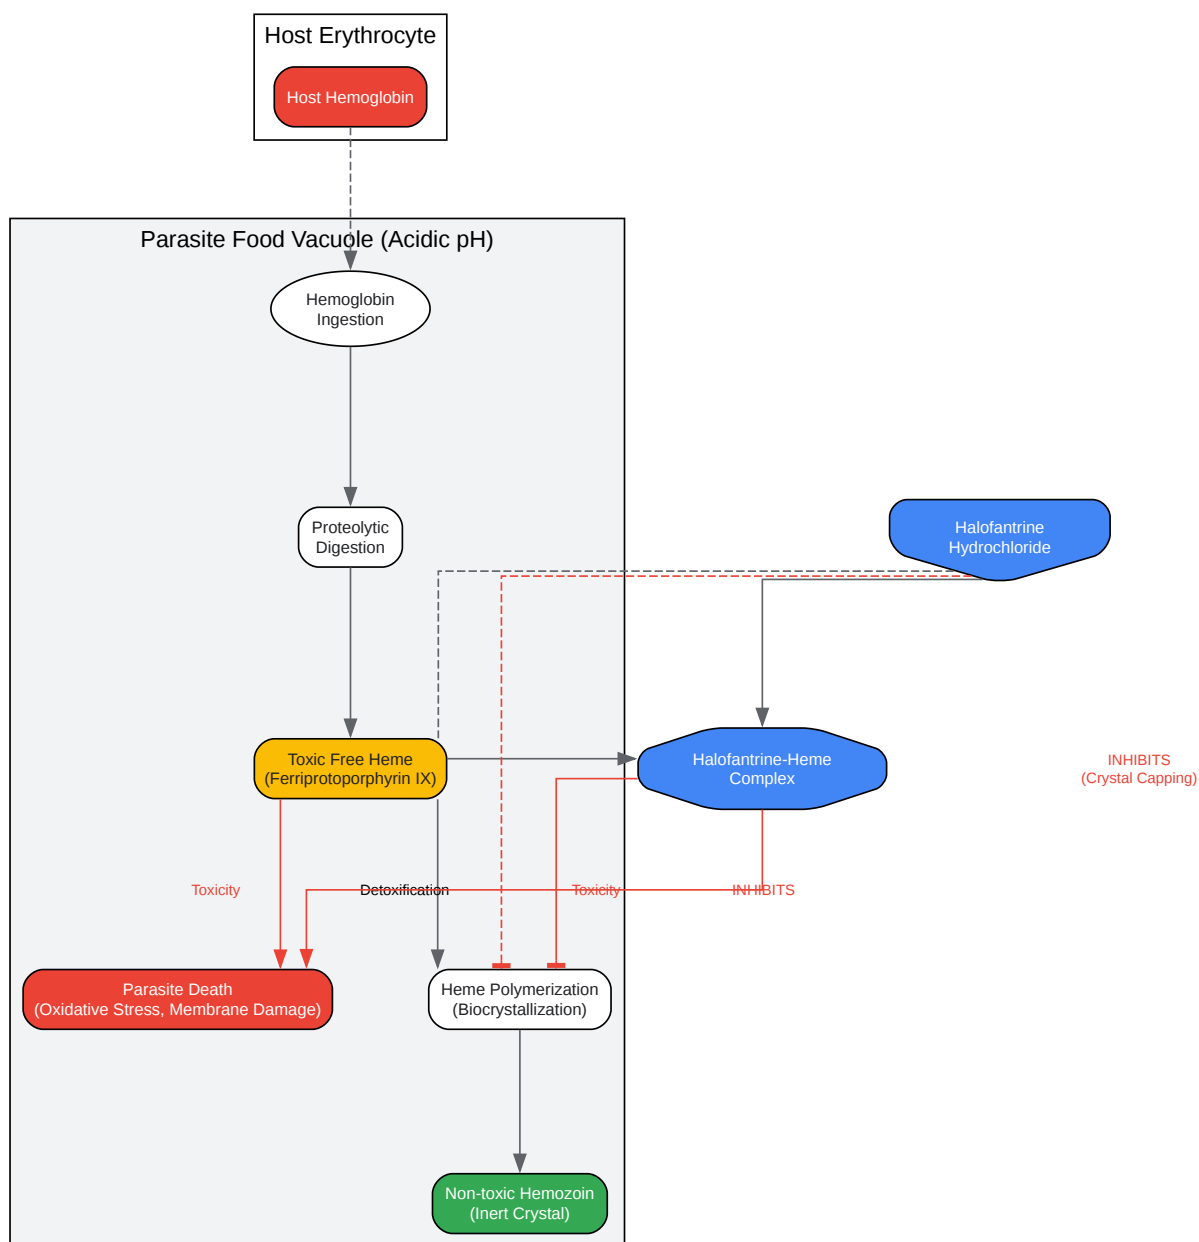 Host Erythrocyte
Host Hemoglobin
Parasite Food Vacuole (Acidic pH)
Hemoglobin
Ingestion
Proteolytic
Digestion
Halofantrine
Hydrochloride
Toxic Free Heme
(Ferriprotoporphyrin IX)
Halofantrine-Heme
Complex
INHIBITS
(Crystal Capping)
Toxicity
Detoxification
Toxicity
INHIBITS
Parasite Death
(Oxidative Stress, Membrane Damage)
Heme Polymerization
(Biocrystallization)
Non-toxic Hemozoin
(Inert Crystal)